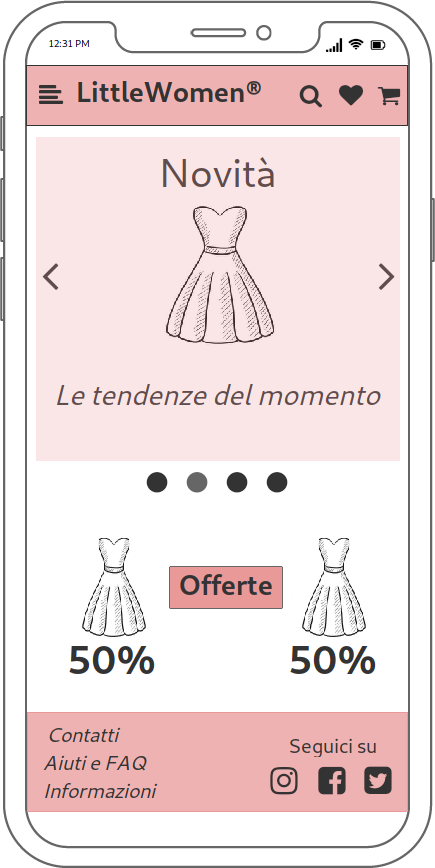 12:31 PM
LittleWomen®
Novità
Le tendenze del momento
Offerte
50% 50%
Contatti
Aiuti e FAQ
Informazioni
Seguici su